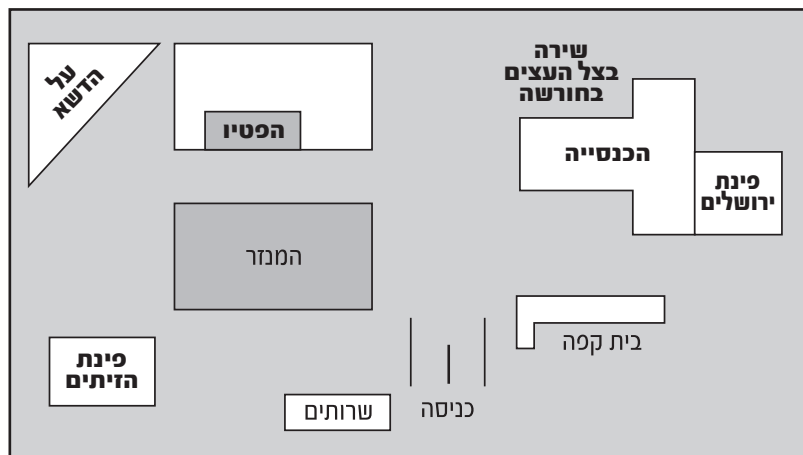 שירה
בצל העצים
בחורשה
הכנסייה
פינת
ירושלים
על
הדשא
הפטיו
המנזר
בית קפה
פינת
הזיתים
כניסה
שרותים